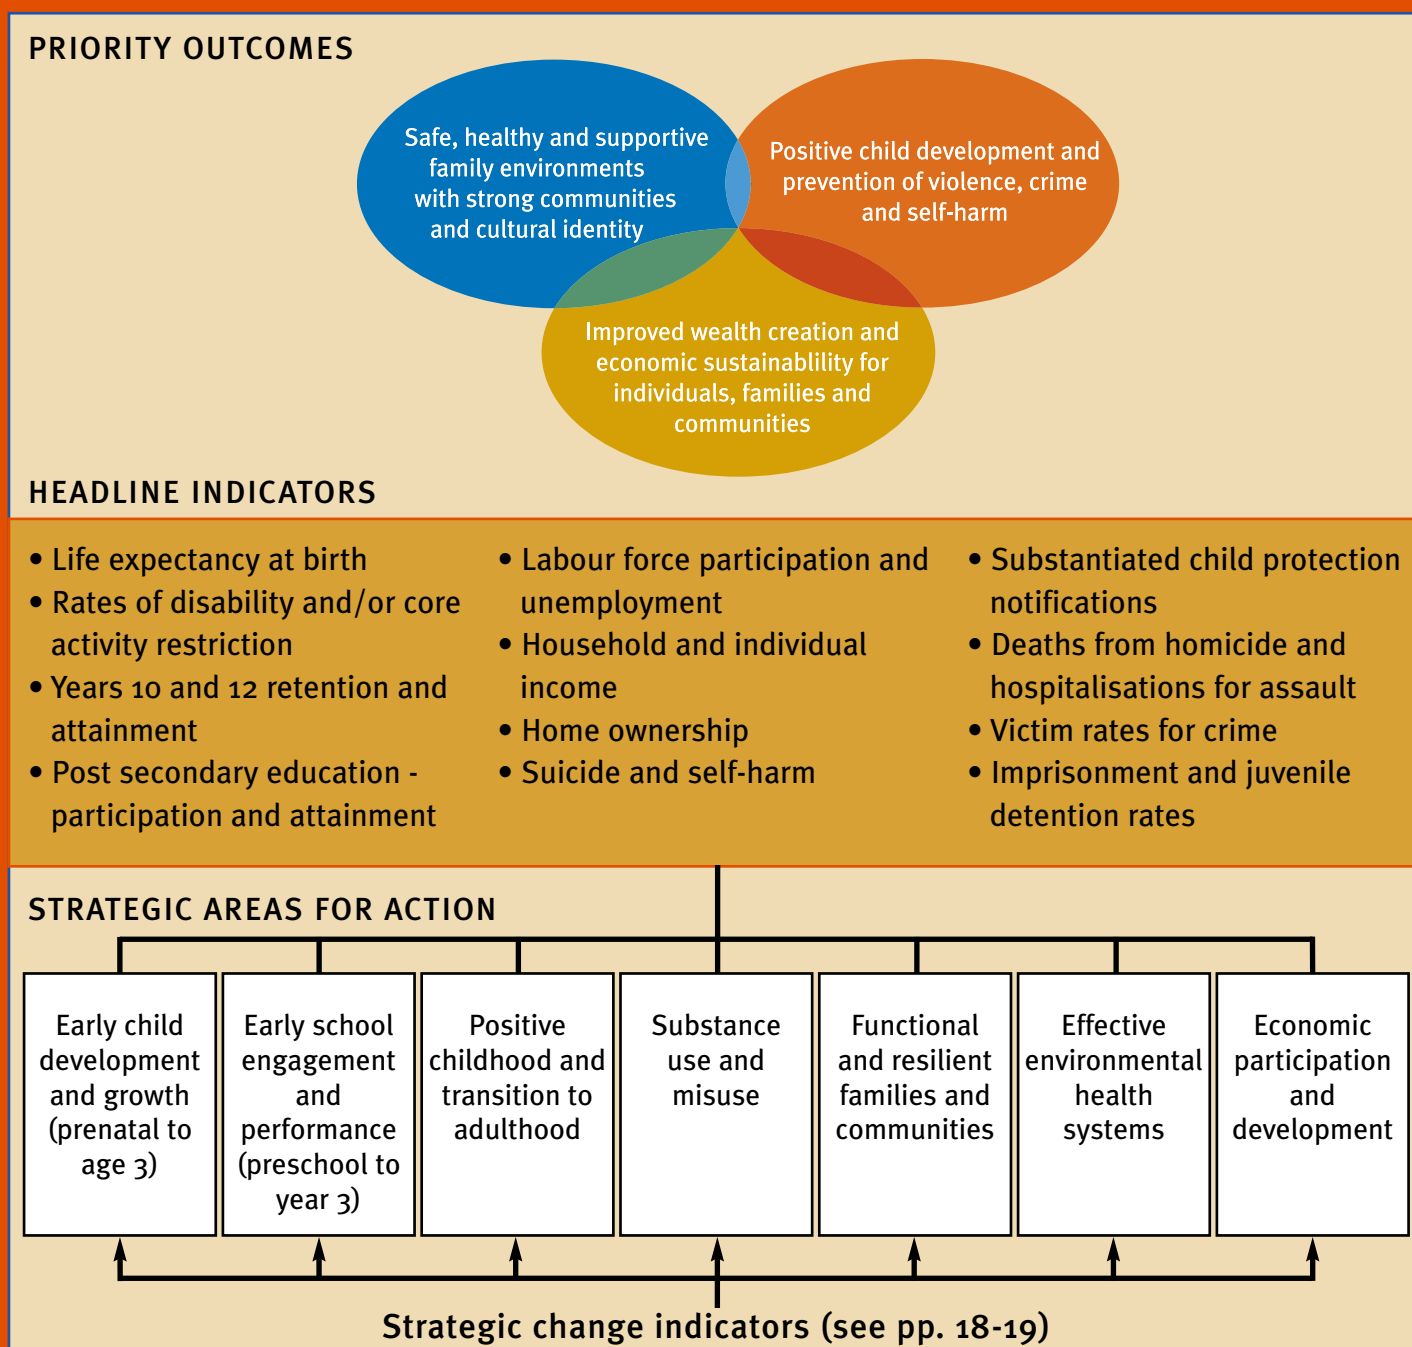 PRIORITY OUTCOMES
Safe, healthy and supportive
family environments
with strong communities
and cultural identity
Positive child development and
prevention of violence, crime
and self-harm
Improved wealth creation and
economic sustainablility for
individuals, families and
communities
HEADLINE INDICATORS
• Life expectancy at birth
• Rates of disability and/or core
activity restriction
• Years 10 and 12 retention and
attainment
• Post secondary education -
participation and attainment
• Labour force participation and
unemployment
• Household and individual
income
• Home ownership
• Suicide and self-harm
• Substantiated child protection
notifications
• Deaths from homicide and
hospitalisations for assault
• Victim rates for crime
• Imprisonment and juvenile
detention rates
STRATEGIC AREAS FOR ACTION
Early child
development
and growth
(prenatal to
age 3)
Early school
engagement
and
performance
(preschool to
year 3)
Positive
childhood and
transition to
adulthood
Substance
use and
misuse
Functional
and resilient
families and
communities
Effective
environmental
health
systems
Economic
participation
and
development
Strategic change indicators (see pp. 18-19)